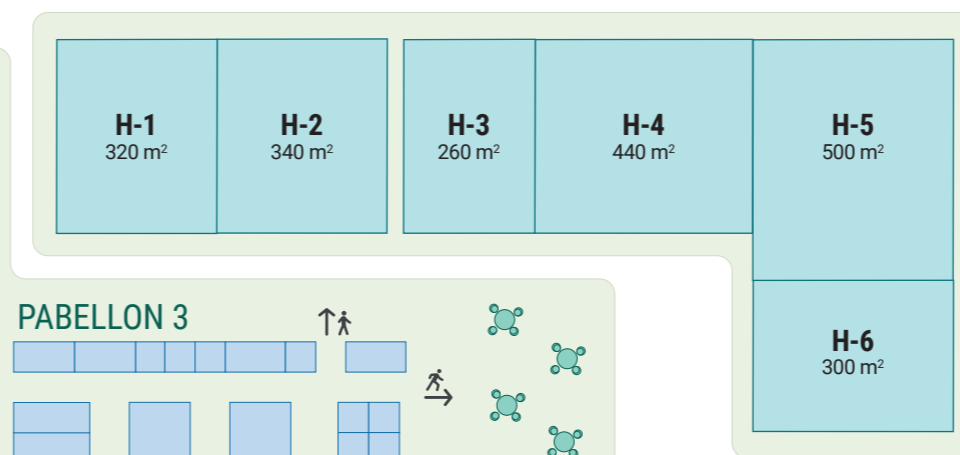 H-1
320 m²
H-2
340 m²
H-3
260 m²
H-4
440 m²
H-5
500 m²
H-6
300 m²
PABELLON 3